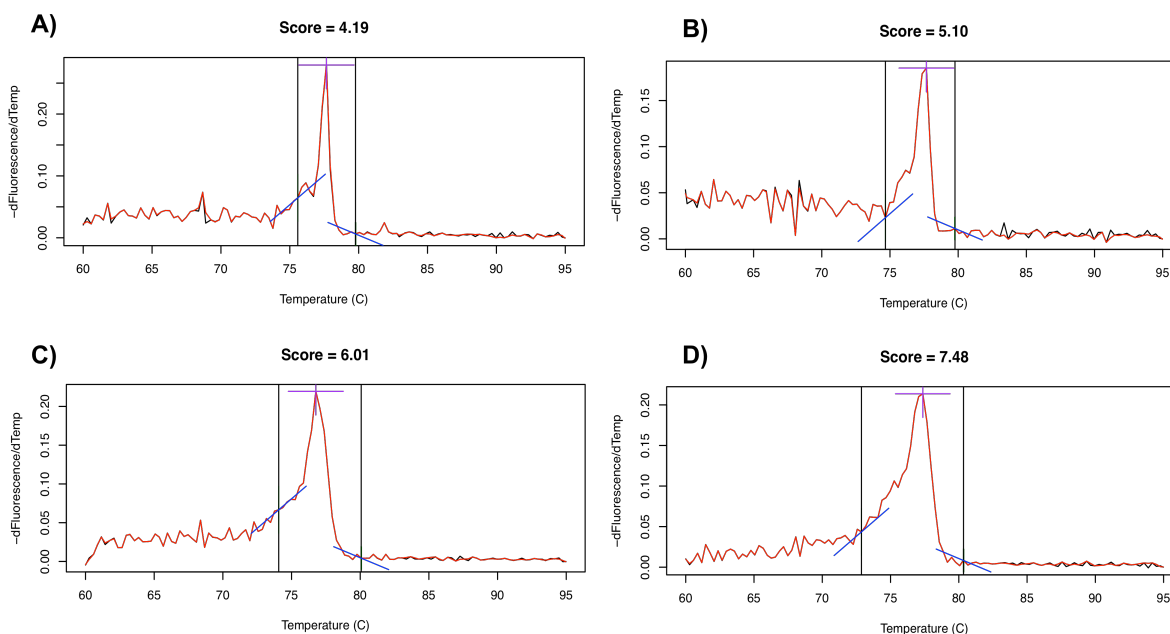 A)
Score = 4.19
−dFluorescence/dTemp
0.00 0.10 0.20
60 65 70 75 80 85 90 95
Temperature (C)
B)
Score = 5.10
−dFluorescence/dTemp
0.00 0.05 0.10 0.15
60 65 70 75 80 85 90 95
Temperature (C)
C)
Score = 6.01
−dFluorescence/dTemp
0.00 0.05 0.10 0.15 0.20
60 65 70 75 80 85 90 95
Temperature (C)
D)
Score = 7.48
−dFluorescence/dTemp
0.00 0.05 0.10 0.15 0.20
60 65 70 75 80 85 90 95
Temperature (C)